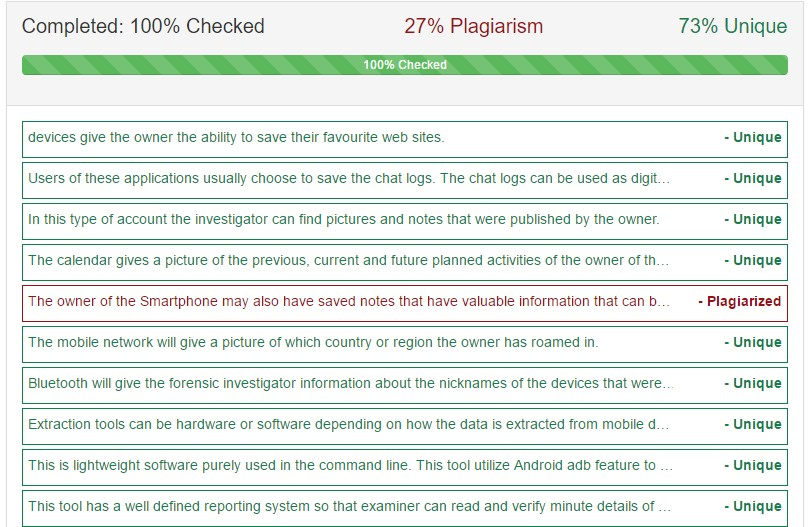 Completed: 100% Checked 27% Plagiarism 73% Unique
100% Checked
devices give the owner the ability to save their favourite web sites. - Unique
Users of these applications usually choose to save the chat logs. The chat logs can be used as digit... - Unique
In this type of account the investigator can find pictures and notes that were published by the owner. - Unique
The calendar gives a picture of the previous, current and future planned activities of the owner of th... - Unique
The owner of the Smartphone may also have saved notes that have valuable information that can b... - Plagiarized
The mobile network will give a picture of which country or region the owner has roamed in. - Unique
Bluetooth will give the forensic investigator information about the nicknames of the devices that were... - Unique
Extraction tools can be hardware or software depending on how the data is extracted from mobile d... - Unique
This is lightweight software purely used in the command line. This tool utilize Android adb feature to ... - Unique
This tool has a well defined reporting system so that examiner can read and verify minute details of ... - Unique